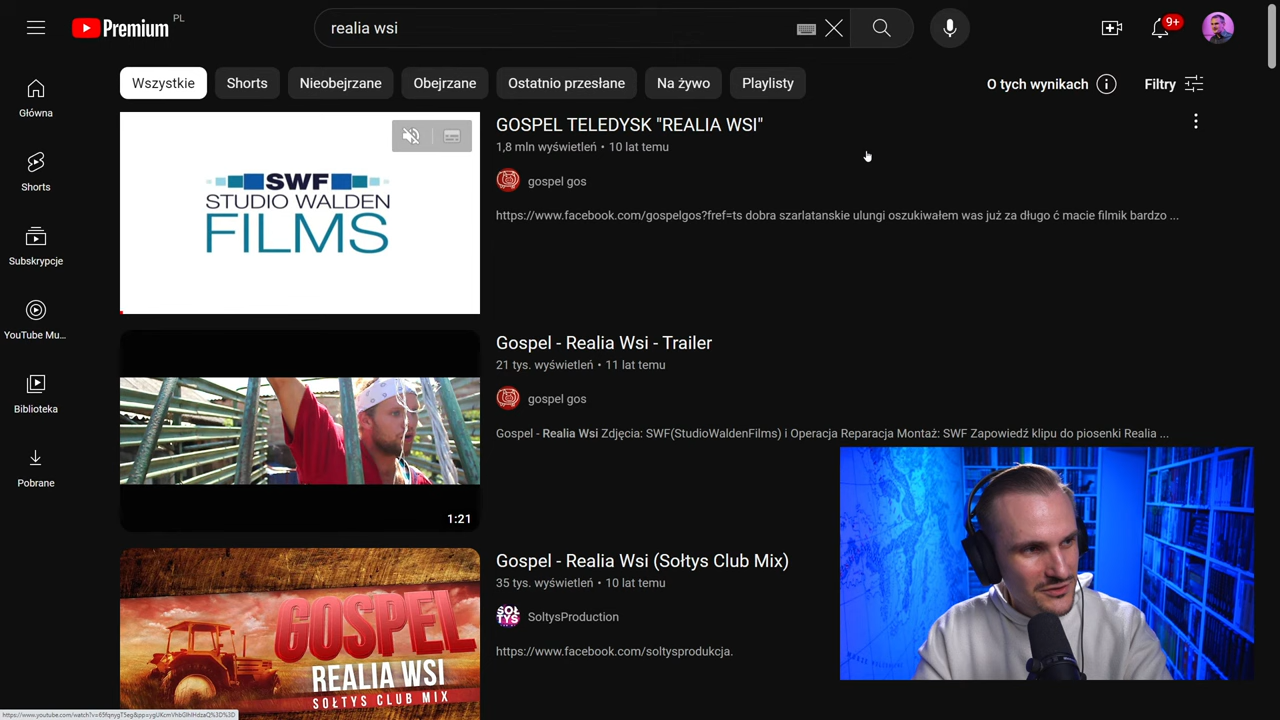 Premium PL
realia wsi
9+
Wszystkie
Shorts
Nieobejrzane
Obejrzane
Ostatnio przesłane
Na żywo
Playlisty
O tych wynikach
Filtry
Główna
Shorts
Subskrypcje
YouTube Mu...
Biblioteka
Pobrane
SWF
STUDIO WALDEN
FILMS
GOSPEL TELEDYSK "REALIA WSI"
1,8 mln wyświetleń • 10 lat temu
gospel gos
https://www.facebook.com/gospelgos?fref=ts dobra szarlatanskie ulungi oszukiwałem was już za długo ć macie filmik bardzo ...
1:21
Gospel - Realia Wsi - Trailer
21 tys. wyświetleń • 11 lat temu
gospel gos
Gospel - Realia Wsi Zdjęcia: SWF(StudioWaldenFilms) i Operacja Reparacja Montaż: SWF Zapowiedź klipu do piosenki Realia ...
GOSPEL
REALIA WSI
SOŁTYS CLUB MIX
Gospel - Realia Wsi (Sołtys Club Mix)
35 tys. wyświetleń • 10 lat temu
SOŁ
TYS
SoltysProduction
https://www.facebook.com/soltysprodukcja.